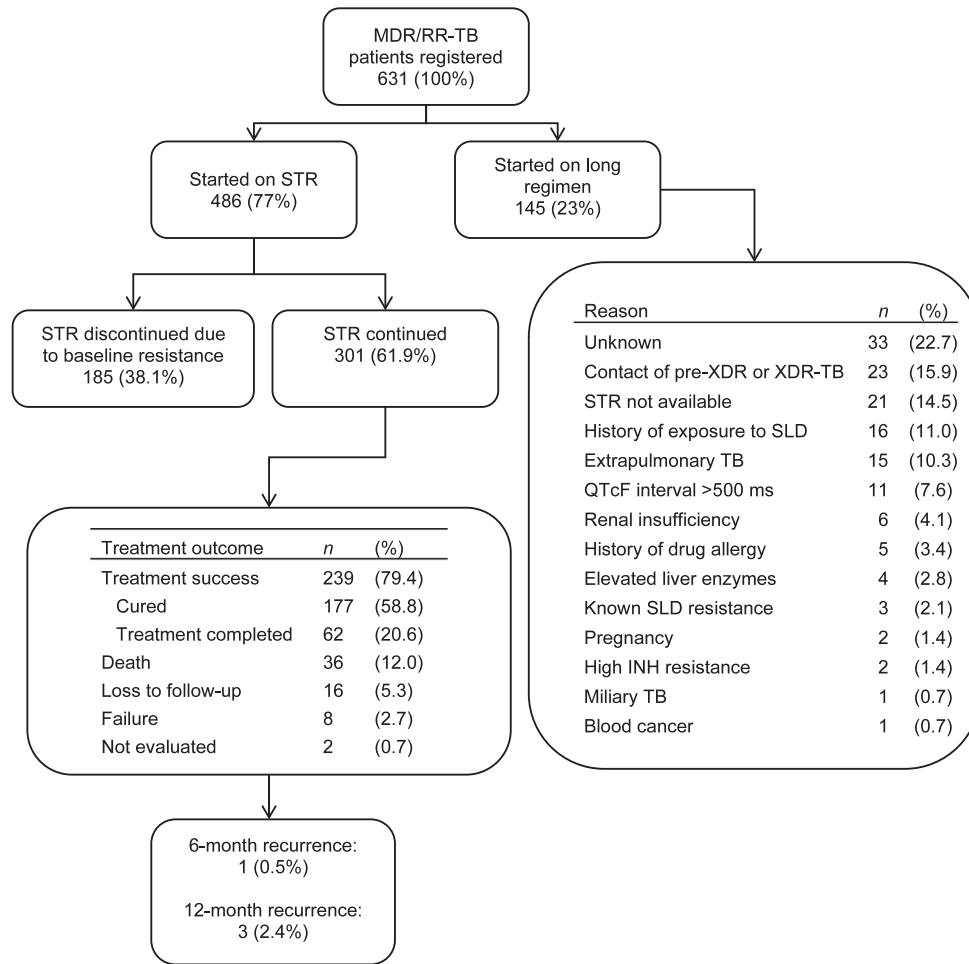 MDR/RR-TB
patients registered
631 (100%)
Started on STR
486 (77%)
Started on long
regimen
145 (23%)
STR discontinued due
to baseline resistance
185 (38.1%)
STR continued
301 (61.9%)
Reason n (%)
Unknown 33 (22.7)
Contact of pre-XDR or XDR-TB 23 (15.9)
STR not available 21 (14.5)
History of exposure to SLD 16 (11.0)
Extrapulmonary TB 15 (10.3)
QTcF interval >500 ms 11 (7.6)
Renal insufficiency 6 (4.1)
History of drug allergy 5 (3.4)
Elevated liver enzymes 4 (2.8)
Known SLD resistance 3 (2.1)
Pregnancy 2 (1.4)
High INH resistance 2 (1.4)
Miliary TB 1 (0.7)
Blood cancer 1 (0.7)
Treatment outcome n (%)
Treatment success 239 (79.4)
Cured 177 (58.8)
Treatment completed 62 (20.6)
Death 36 (12.0)
Loss to follow-up 16 (5.3)
Failure 8 (2.7)
Not evaluated 2 (0.7)
6-month recurrence:
1 (0.5%)
12-month recurrence:
3 (2.4%)